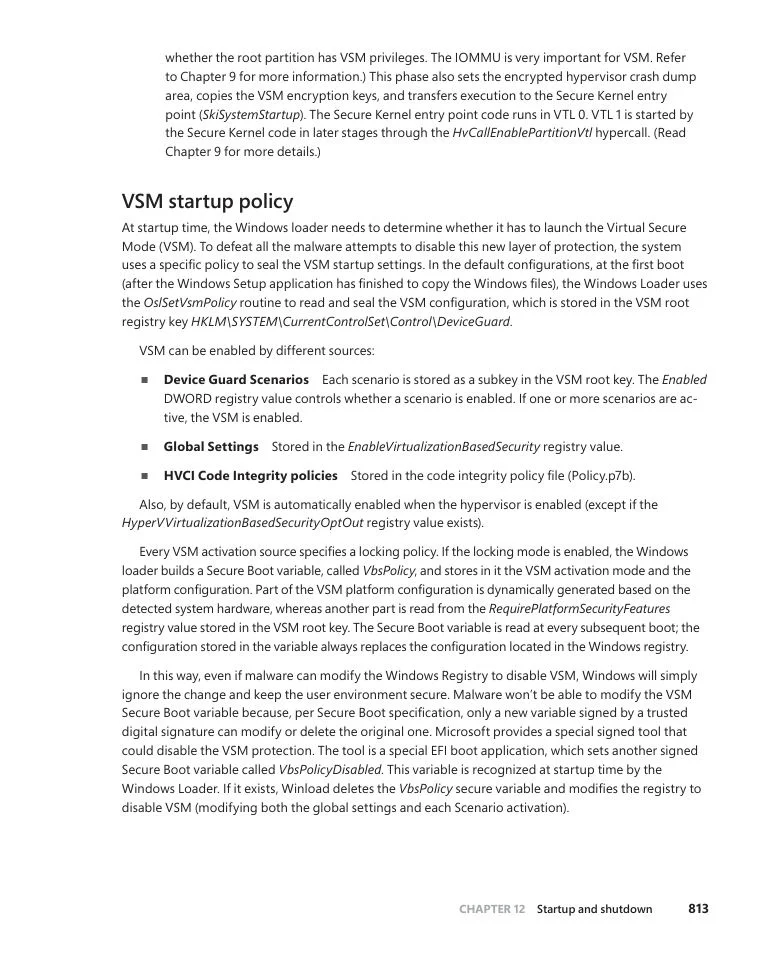 whether the root partition has VSM privileges. The IOMMU is very important for VSM. Refer
to Chapter 9 for more information.) This phase also sets the encrypted hypervisor crash dump
area, copies the VSM encryption keys, and transfers execution to the Secure Kernel entry
point (SkiSystemStartup). The Secure Kernel entry point code runs in VTL 0. VTL 1 is started by
the Secure Kernel code in later stages through the HvCallEnablePartitionVtl hypercall. (Read
Chapter 9 for more details.)
VSM startup policy
At startup time, the Windows loader needs to determine whether it has to launch the Virtual Secure
Mode (VSM). To defeat all the malware attempts to disable this new layer of protection, the system
uses a specific policy to seal the VSM startup settings. In the default configurations, at the first boot
(after the Windows Setup application has finished to copy the Windows files), the Windows Loader uses
the OslSetVsmPolicy routine to read and seal the VSM configuration, which is stored in the VSM root
registry key HKLM\SYSTEM\CurrentControlSet\Control\DeviceGuard.
VSM can be enabled by different sources:
■ Device Guard Scenarios Each scenario is stored as a subkey in the VSM root key. The Enabled
DWORD registry value controls whether a scenario is enabled. If one or more scenarios are ac-
tive, the VSM is enabled.
■ Global Settings Stored in the EnableVirtualizationBasedSecurity registry value.
■ HVCI Code Integrity policies Stored in the code integrity policy file (Policy.p7b).
Also, by default, VSM is automatically enabled when the hypervisor is enabled (except if the
HyperVVirtualizationBasedSecurityOptOut registry value exists).
Every VSM activation source specifies a locking policy. If the locking mode is enabled, the Windows
loader builds a Secure Boot variable, called VbsPolicy, and stores in it the VSM activation mode and the
platform configuration. Part of the VSM platform configuration is dynamically generated based on the
detected system hardware, whereas another part is read from the RequirePlatformSecurityFeatures
registry value stored in the VSM root key. The Secure Boot variable is read at every subsequent boot; the
configuration stored in the variable always replaces the configuration located in the Windows registry.
In this way, even if malware can modify the Windows Registry to disable VSM, Windows will simply
ignore the change and keep the user environment secure. Malware won’t be able to modify the VSM
Secure Boot variable because, per Secure Boot specification, only a new variable signed by a trusted
digital signature can modify or delete the original one. Microsoft provides a special signed tool that
could disable the VSM protection. The tool is a special EFI boot application, which sets another signed
Secure Boot variable called VbsPolicyDisabled. This variable is recognized at startup time by the
Windows Loader. If it exists, Winload deletes the VbsPolicy secure variable and modifies the registry to
disable VSM (modifying both the global settings and each Scenario activation).
CHAPTER 12 Startup and shutdown 813